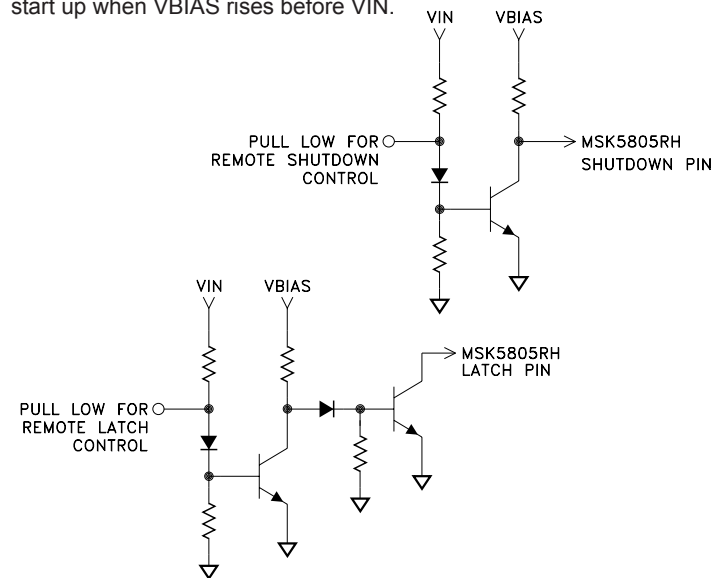 start up when VBIAS rises before VIN.
VIN
VBIAS
PULL LOW FOR
REMOTE SHUTDOWN
CONTROL
MSK5805RH
SHUTDOWN PIN
VIN
VBIAS
MSK5805RH
LATCH PIN
PULL LOW FOR
REMOTE LATCH
CONTROL